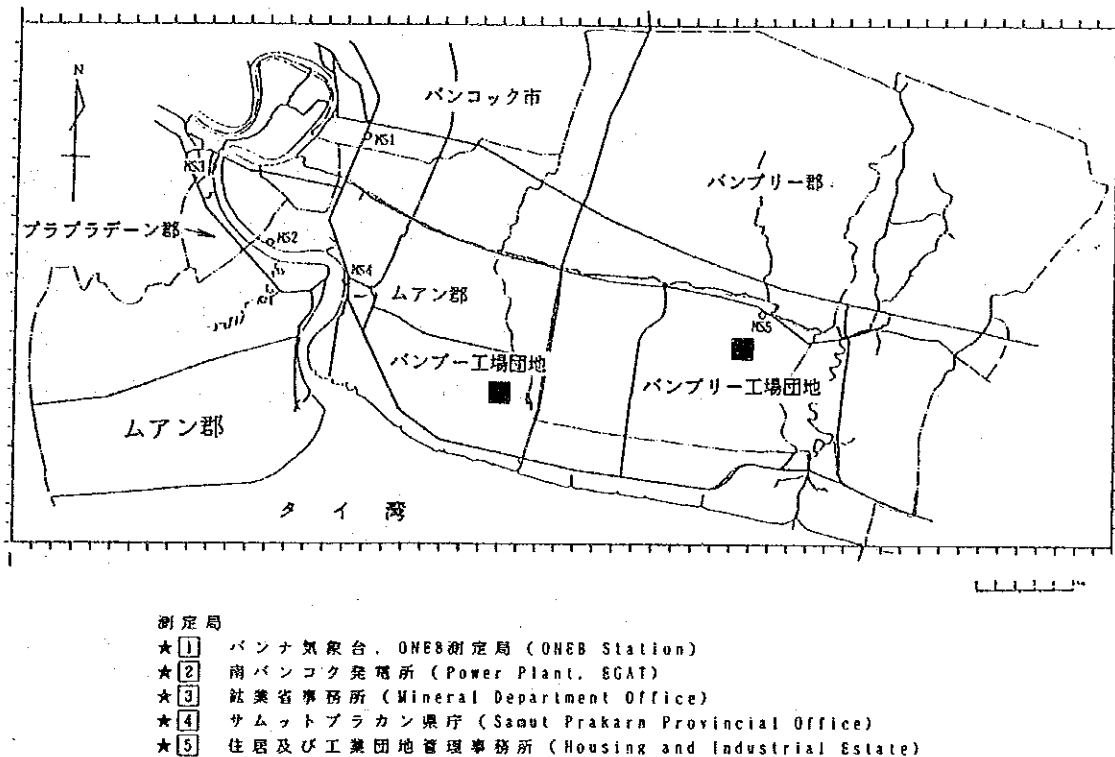 N
バンコック市
MS1
MS3
バンプリー郡
プラプラデーン郡
MS2
MS4
ムアン郡
MS5
バンプー工場団地
バンプリー工場団地
ムアン郡
タイ湾
測定局
★1 バンナ気象台, ONEB測定局 (ONEB Station)
★2 南バンコク発電所 (Power Plant, EGAT)
★3 鉱業省事務所 (Mineral Department Office)
★4 サムットプラカン県庁 (Samut Prakarn Provincial Office)
★5 住居及び工業団地管理事務所 (Housing and Industrial Estate)